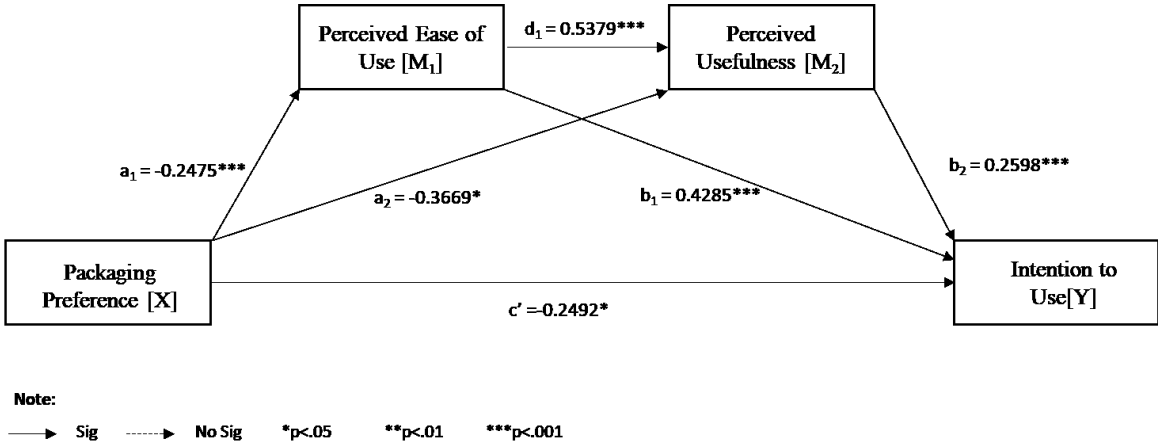 Perceived Ease of
Use [M1]
d1 = 0.5379***
Perceived
Usefulness [M2]
a1 = -0.2475***
a2 = -0.3669*
b1 = 0.4285***
b2 = 0.2598***
Packaging
Preference [X]
c’ =-0.2492*
Intention to
Use[Y]
Note:
Sig No Sig *p<.05 **p<.01 ***p<.001